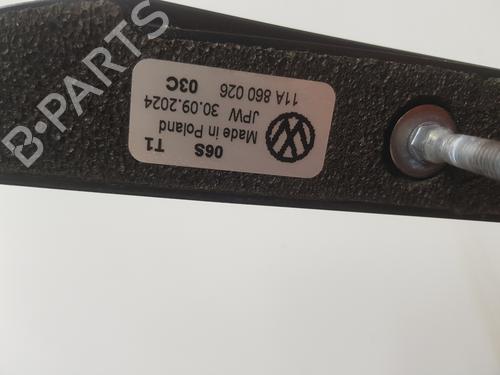 11A 860 026 03C
JPW 30.09.2024
Made in Poland
06S T1
B-PARTS